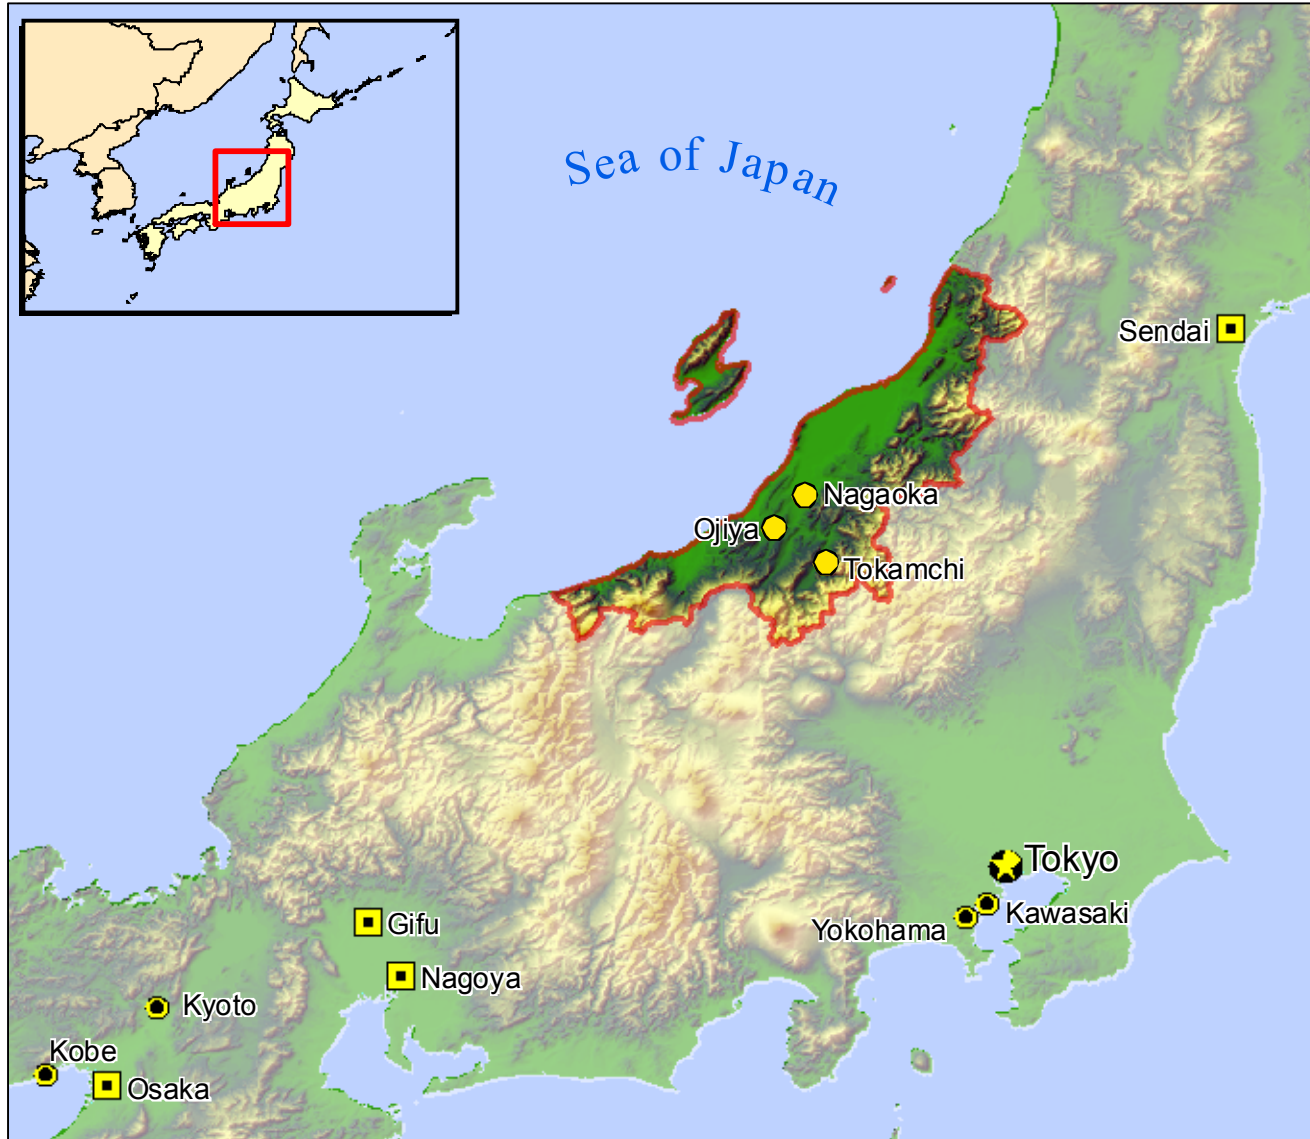 Sea of Japan
Sendai
Nagaoka
Ojiya
Tokamchi
Tokyo
Kawasaki
Yokohama
Gifu
Nagoya
Kyoto
Kobe
Osaka